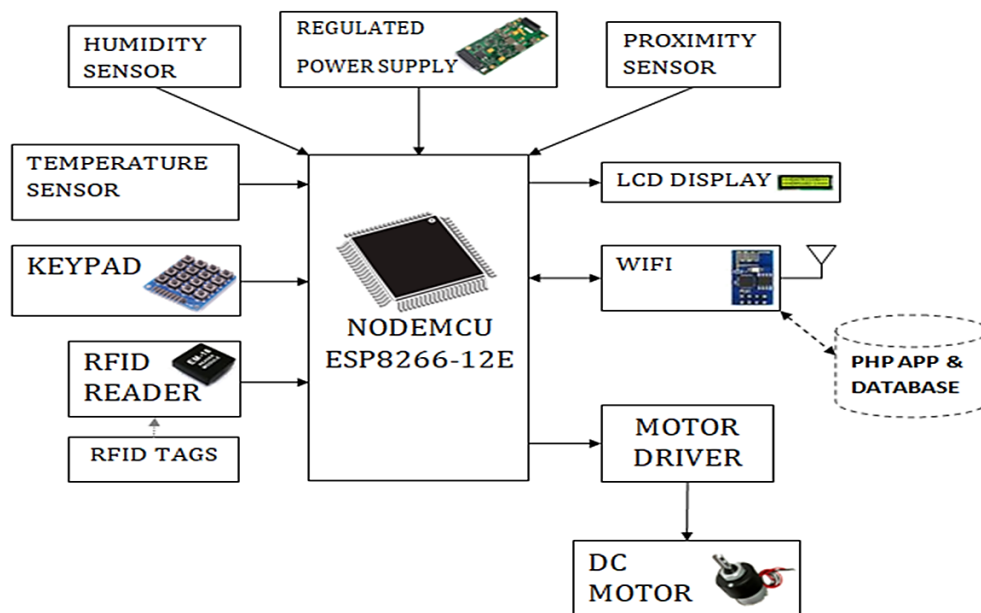 HUMIDITY
SENSOR
REGULATED
POWER SUPPLY
PROXIMITY
SENSOR
TEMPERATURE
SENSOR
LCD DISPLAY
KEYPAD
WIFI
NODEMCU
ESP8266-12E
RFID
READER
PHP APP &
DATABASE
RFID TAGS
MOTOR
DRIVER
DC
MOTOR